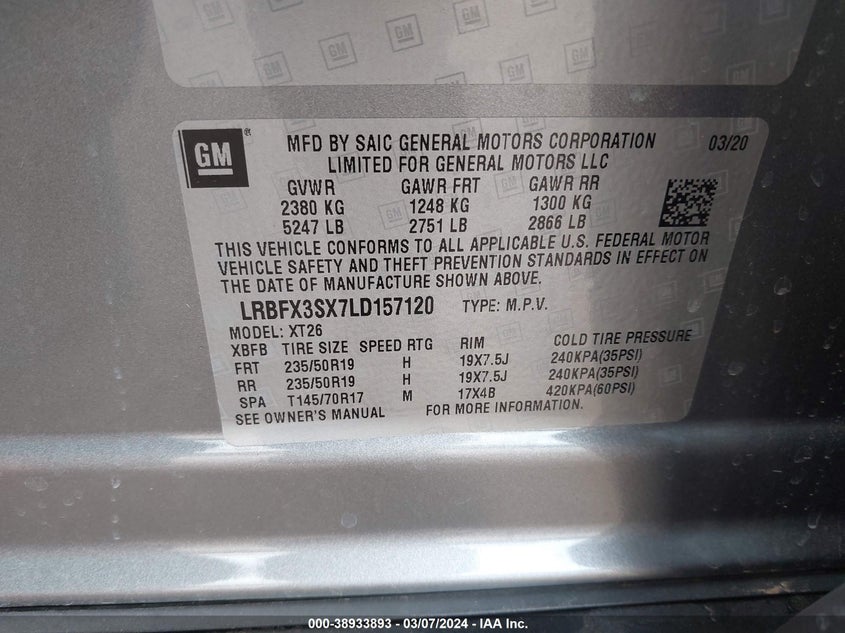 GM
MFD BY SAIC GENERAL MOTORS CORPORATION 03/20
LIMITED FOR GENERAL MOTORS LLC
GVWR GAWR FRT GAWR RR
2380 KG 1248 KG 1300 KG
5247 LB 2751 LB 2866 LB
THIS VEHICLE CONFORMS TO ALL APPLICABLE U.S. FEDERAL MOTOR
VEHICLE SAFETY AND THEFT PREVENTION STANDARDS IN EFFECT ON
THE DATE OF MANUFACTURE SHOWN ABOVE.
LRBFX3SX7LD157120 TYPE: M.P.V.
MODEL: XT26
XBFB TIRE SIZE SPEED RTG RIM COLD TIRE PRESSURE
FRT 235/50R19 H 19X7.5J 240KPA(35PSI)
RR 235/50R19 H 19X7.5J 240KPA(35PSI)
SPA T145/70R17 M 17X4B 420KPA(60PSI)
SEE OWNER'S MANUAL FOR MORE INFORMATION.
000-38933893 — 03/07/2024 — IAA Inc.